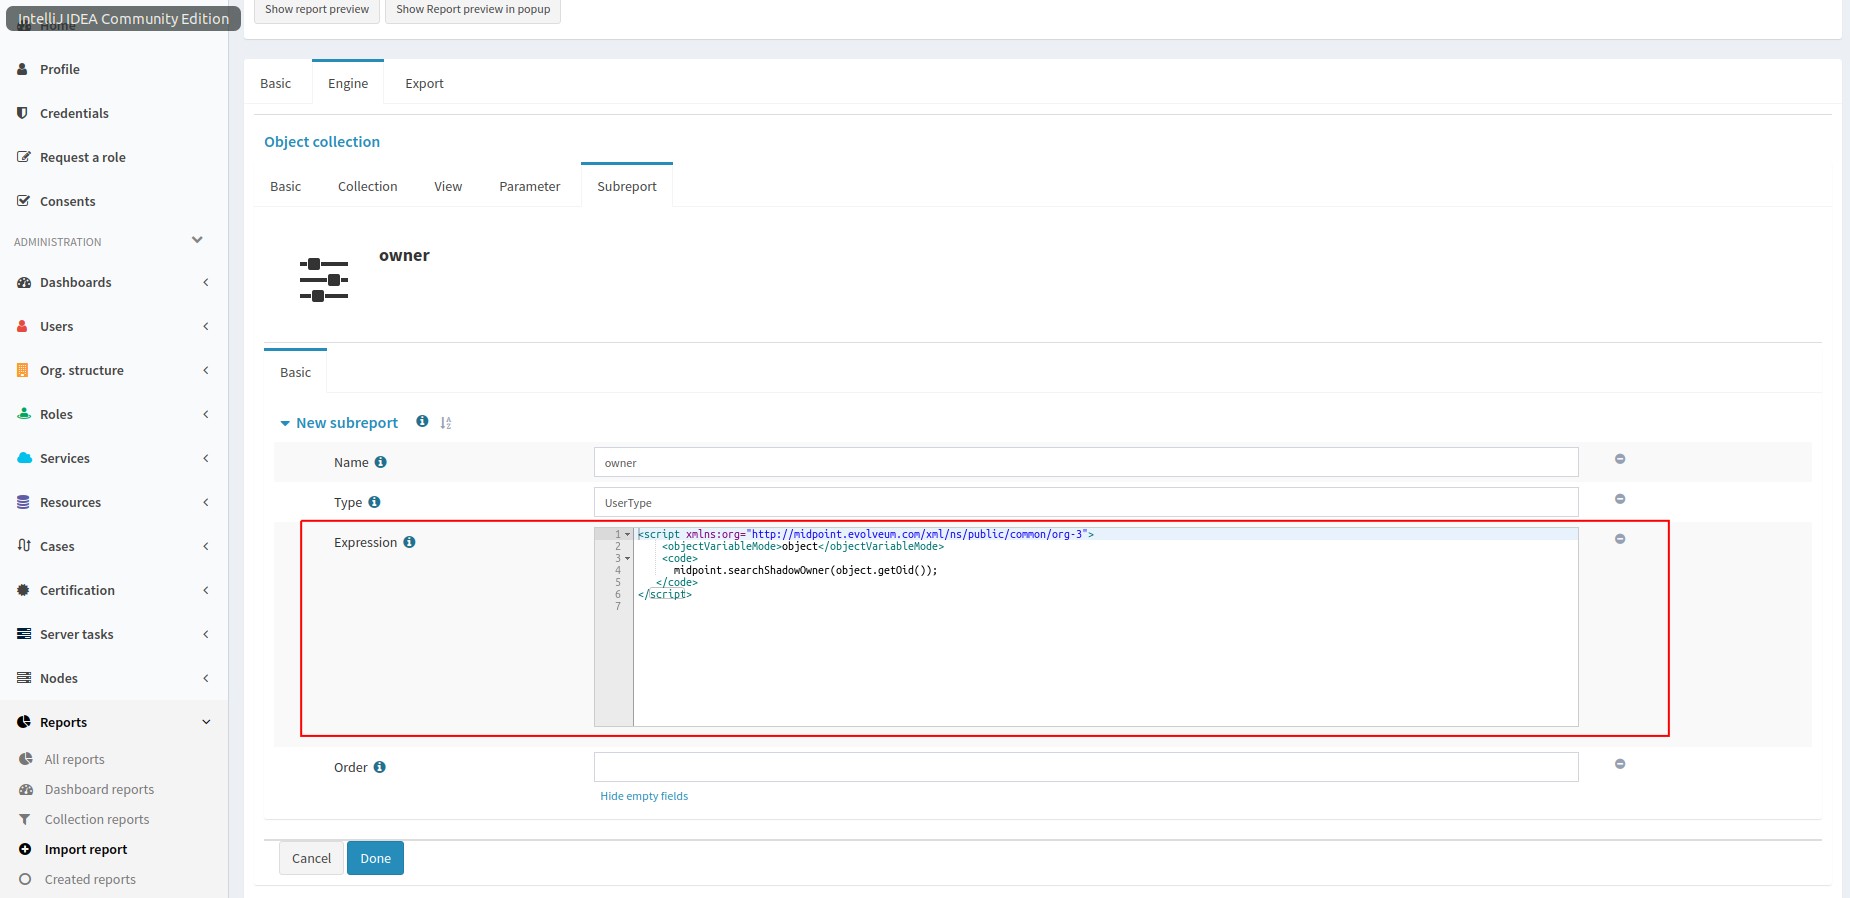 IntelliJ IDEA Community Edition
Home
Profile
Credentials
Request a role
Consents
ADMINISTRATION
Dashboards
Users
Org. structure
Roles
Services
Resources
Cases
Certification
Server tasks
Nodes
Reports
All reports
Dashboard reports
Collection reports
Import report
Created reports
Show report preview
Show Report preview in popup
Basic
Engine
Export
Object collection
Basic
Collection
View
Parameter
Subreport
owner
Basic
New subreport
Name
owner
Type
UserType
Expression
1 <script xmlns:org="http://midpoint.evolveum.com/xml/ns/public/common/org-3">
2 <objectVariableMode>object</objectVariableMode>
3 <code>
4 midpoint.searchShadowOwner(object.getOid());
5 </code>
6 </script>
7
Order
Hide empty fields
Cancel
Done